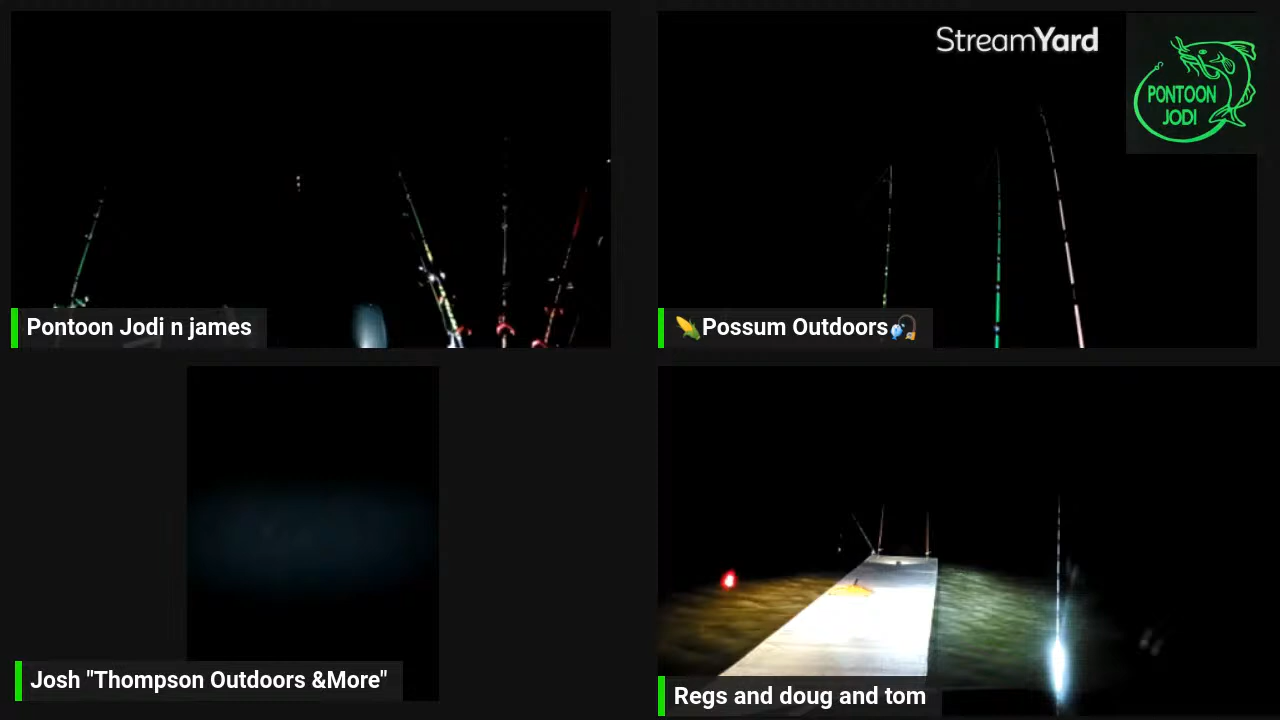 StreamYard
PONTOON
JODI
Pontoon Jodi n james
🌽Possum Outdoors🎣
Josh "Thompson Outdoors &More"
Regs and doug and tom